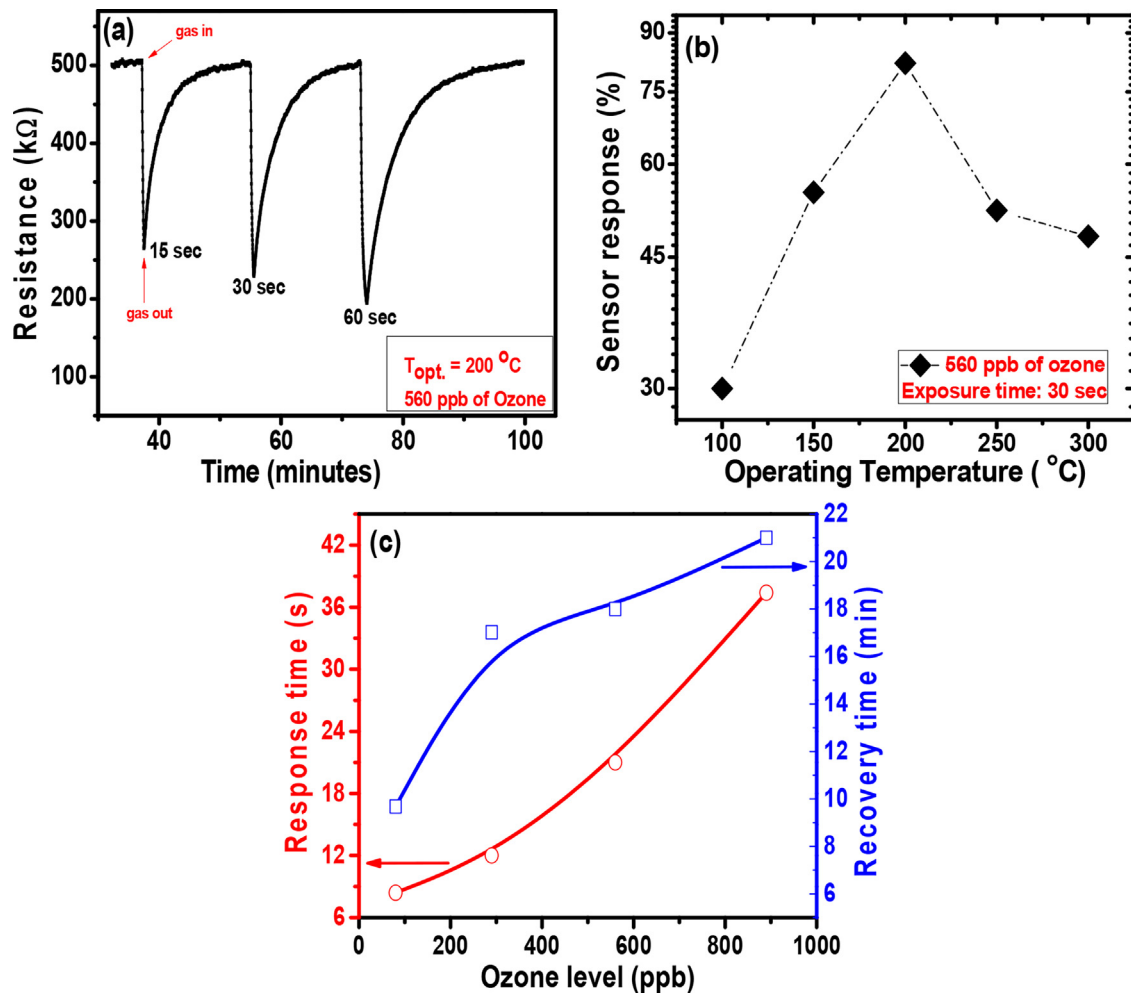 (a)
gas in
500
400
300
200
100
Resistance (kΩ)
15 sec
30 sec
60 sec
gas out
Topt. = 200 °C
560 ppb of Ozone
40 60 80 100
Time (minutes)
(b)
90
75
60
45
30
Sensor response (%)
560 ppb of ozone
Exposure time: 30 sec
100 150 200 250 300
Operating Temperature ( °C)
(c)
42
36
30
24
18
12
6
Response time (s)
22
20
18
16
14
12
10
8
6
Recovery time (min)
0 200 400 600 800 1000
Ozone level (ppb)